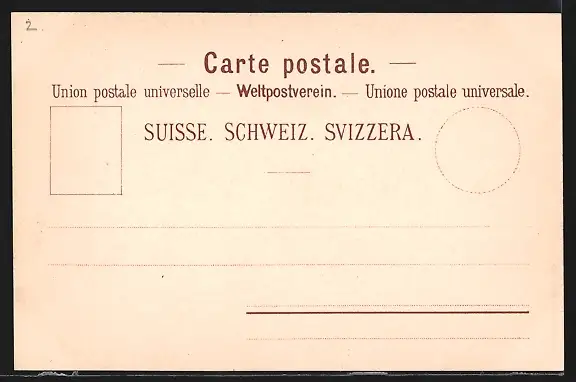 2
— Carte postale. —
Union postale universelle — Weltpostverein. — Unione postale universale.
SUISSE. SCHWEIZ. SVIZZERA.